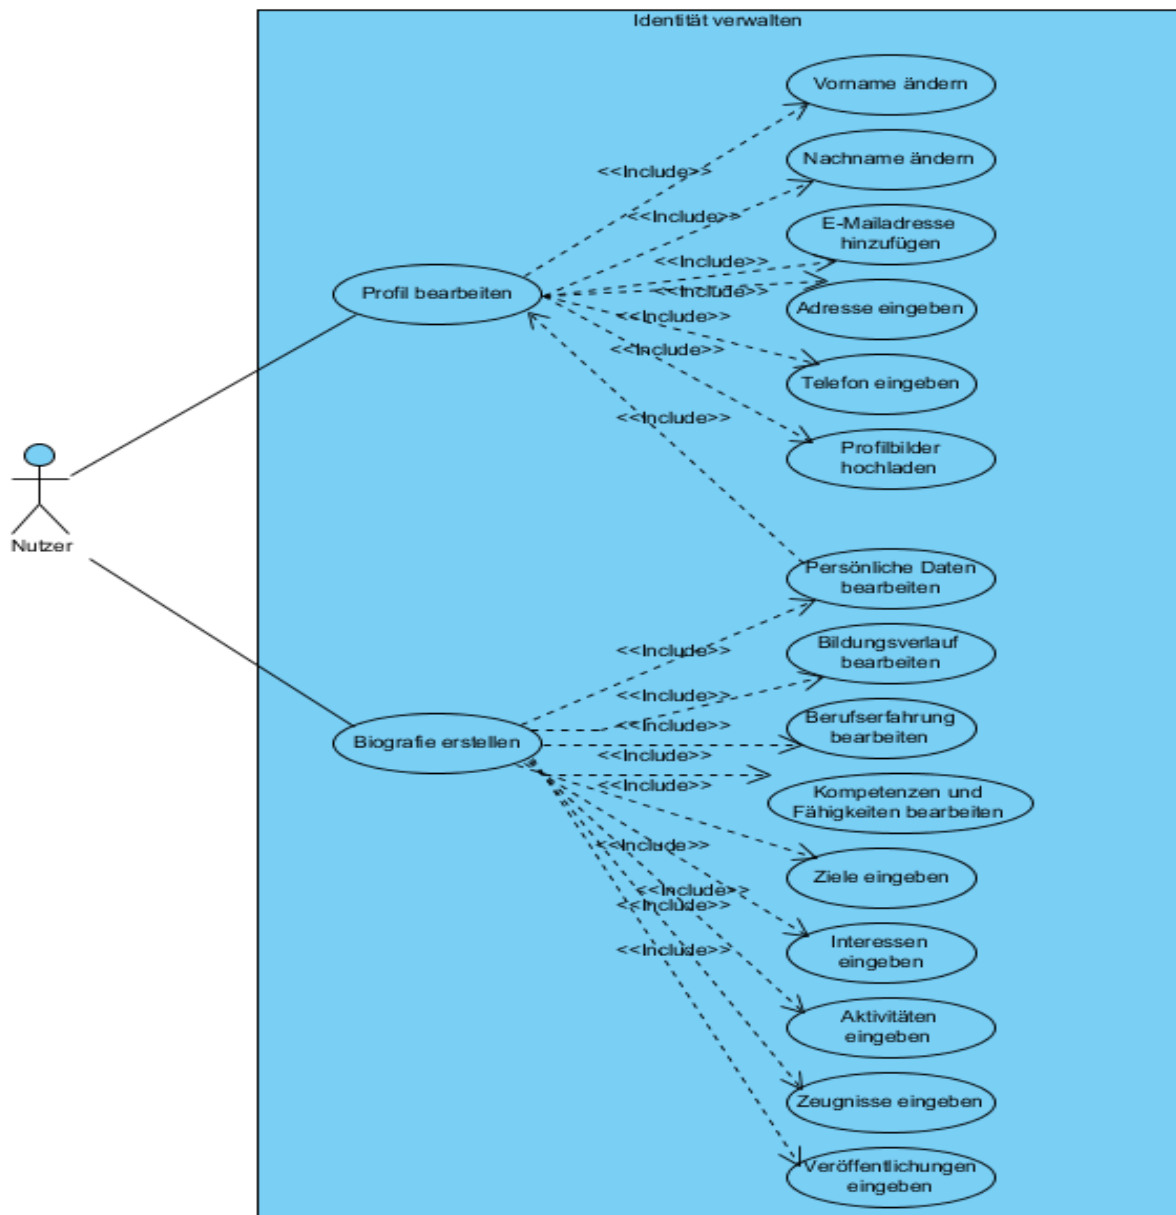 Identität verwalten
Vorname ändern
<<Include>>
Nachname ändern
<<Include>>
E-Mailadresse
hinzufügen
<<Include>>
Profil bearbeiten
<<Include>>
Adresse eingeben
<<Include>>
<<Include>>
Telefon eingeben
<<Include>>
Profilbilder
hochladen
Nutzer
Persönliche Daten
bearbeiten
<<Include>>
Bildungsverlauf
bearbeiten
<<Include>>
<<Include>>
Berufserfahrung
bearbeiten
Biografie erstellen
<<Include>>
<<Include>>
Kompetenzen und
Fähigkeiten bearbeiten
<<Include>>
Ziele eingeben
<<Include>>
<<Include>>
Interessen
eingeben
<<Include>>
Aktivitäten
eingeben
Zeugnisse eingeben
Veröffentlichungen
eingeben